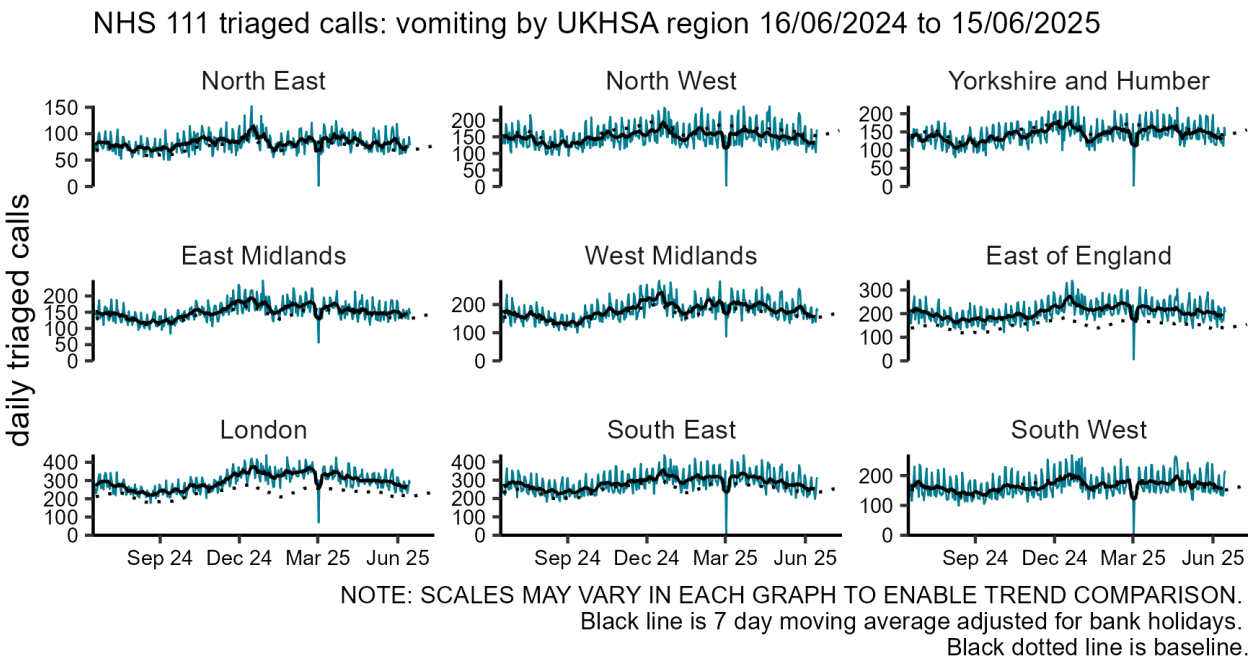 NHS 111 triaged calls: vomiting by UKHSA region 16/06/2024 to 15/06/2025
North East
North West
Yorkshire and Humber
150
100
50
0
200
150
100
50
0
200
150
100
50
0
East Midlands
West Midlands
East of England
200
150
100
50
0
200
100
0
300
200
100
0
daily triaged calls
London
South East
South West
400
300
200
100
0
400
300
200
100
0
200
100
0
Sep 24 Dec 24 Mar 25 Jun 25
Sep 24 Dec 24 Mar 25 Jun 25
Sep 24 Dec 24 Mar 25 Jun 25
NOTE: SCALES MAY VARY IN EACH GRAPH TO ENABLE TREND COMPARISON.
Black line is 7 day moving average adjusted for bank holidays.
Black dotted line is baseline.